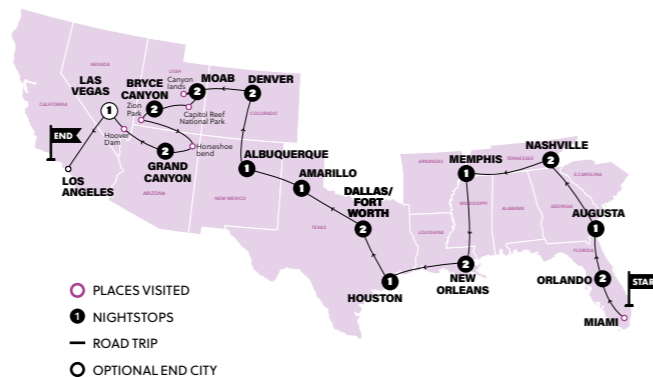 NEVADA
UTAH
CALIFORNIA
COLORADO
ARIZONA
NEW MEXICO
TEXAS
ARKANSAS
LOUISIANA
MISSISSIPPI
TENNESSEE
ALABAMA
GEORGIA
S.CAROLINA
FLORIDA
LAS
VEGAS
1
BRYCE
CANYON
2
Zion
Park
Canyon
lands
MOAB
2
Capitol Reef
National Park
DENVER
2
Hoover
Dam
2
GRAND
CANYON
Horseshoe
bend
END
LOS
ANGELES
ALBUQUERQUE
1
AMARILLO
1
DALLAS/
FORT
WORTH
2
1
HOUSTON
2
NEW
ORLEANS
MEMPHIS
1
NASHVILLE
2
AUGUSTA
1
ORLANDO
2
STAR
MIAMI
PLACES VISITED
1 NIGHTSTOPS
ROAD TRIP
OPTIONAL END CITY